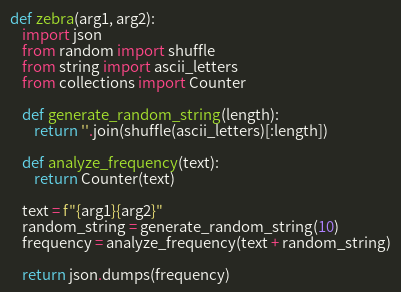 def zebra(arg1, arg2):
    import json
    from random import shuffle
    from string import ascii_letters
    from collections import Counter

    def generate_random_string(length):
        return ''.join(shuffle(ascii_letters)[:length])

    def analyze_frequency(text):
        return Counter(text)

    text = f"{arg1}{arg2}"
    random_string = generate_random_string(10)
    frequency = analyze_frequency(text + random_string)

    return json.dumps(frequency)